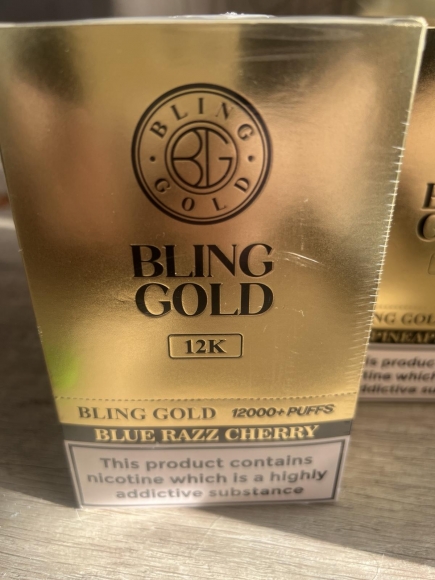 BLING
BG
GOLD
BLING
GOLD
12K
BLING GOLD 12000+ PUFFS
BLUE RAZZ CHERRY
This product contains
nicotine which is a highly
addictive substance